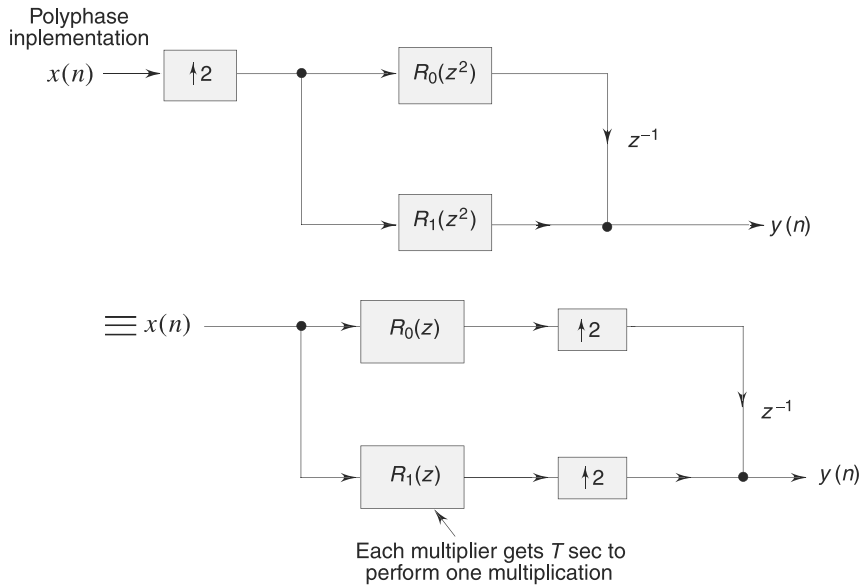 Polyphase
inplementation
x(n)
↑2
R₀(z²)
z⁻¹
R₁(z²)
y(n)
≡ x(n)
R₀(z)
↑2
z⁻¹
R₁(z)
↑2
y(n)
Each multiplier gets T sec to
perform one multiplication